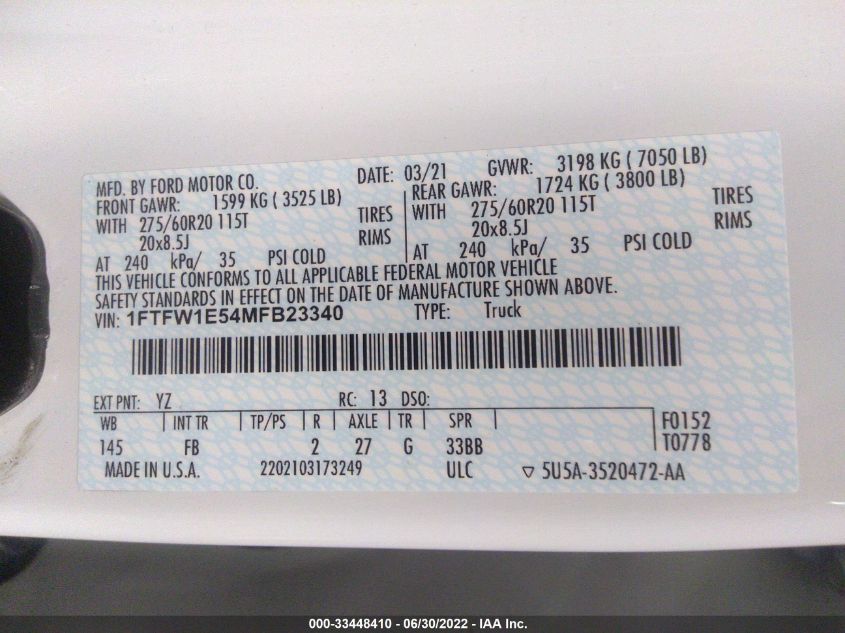 MFD. BY FORD MOTOR CO. DATE: 03/21 GVWR: 3198 KG ( 7050 LB)
FRONT GAWR: 1599 KG ( 3525 LB) REAR GAWR: 1724 KG ( 3800 LB)
WITH 275/60R20 115T TIRES WITH 275/60R20 115T TIRES
20x8.5J RIMS 20x8.5J RIMS
AT 240 kPa/ 35 PSI COLD AT 240 kPa/ 35 PSI COLD
THIS VEHICLE CONFORMS TO ALL APPLICABLE FEDERAL MOTOR VEHICLE
SAFETY STANDARDS IN EFFECT ON THE DATE OF MANUFACTURE SHOWN ABOVE.
VIN: 1FTFW1E54MFB23340 TYPE: Truck
EXT PNT: YZ RC: 13 DSO:
WB INT TR TP/PS R AXLE TR SPR F0152
145 FB 2 27 G 33BB T0778
MADE IN U.S.A. 2202103173249 ULC ▽ 5U5A-3520472-AA
000-33448410 - 06/30/2022 - IAA Inc.